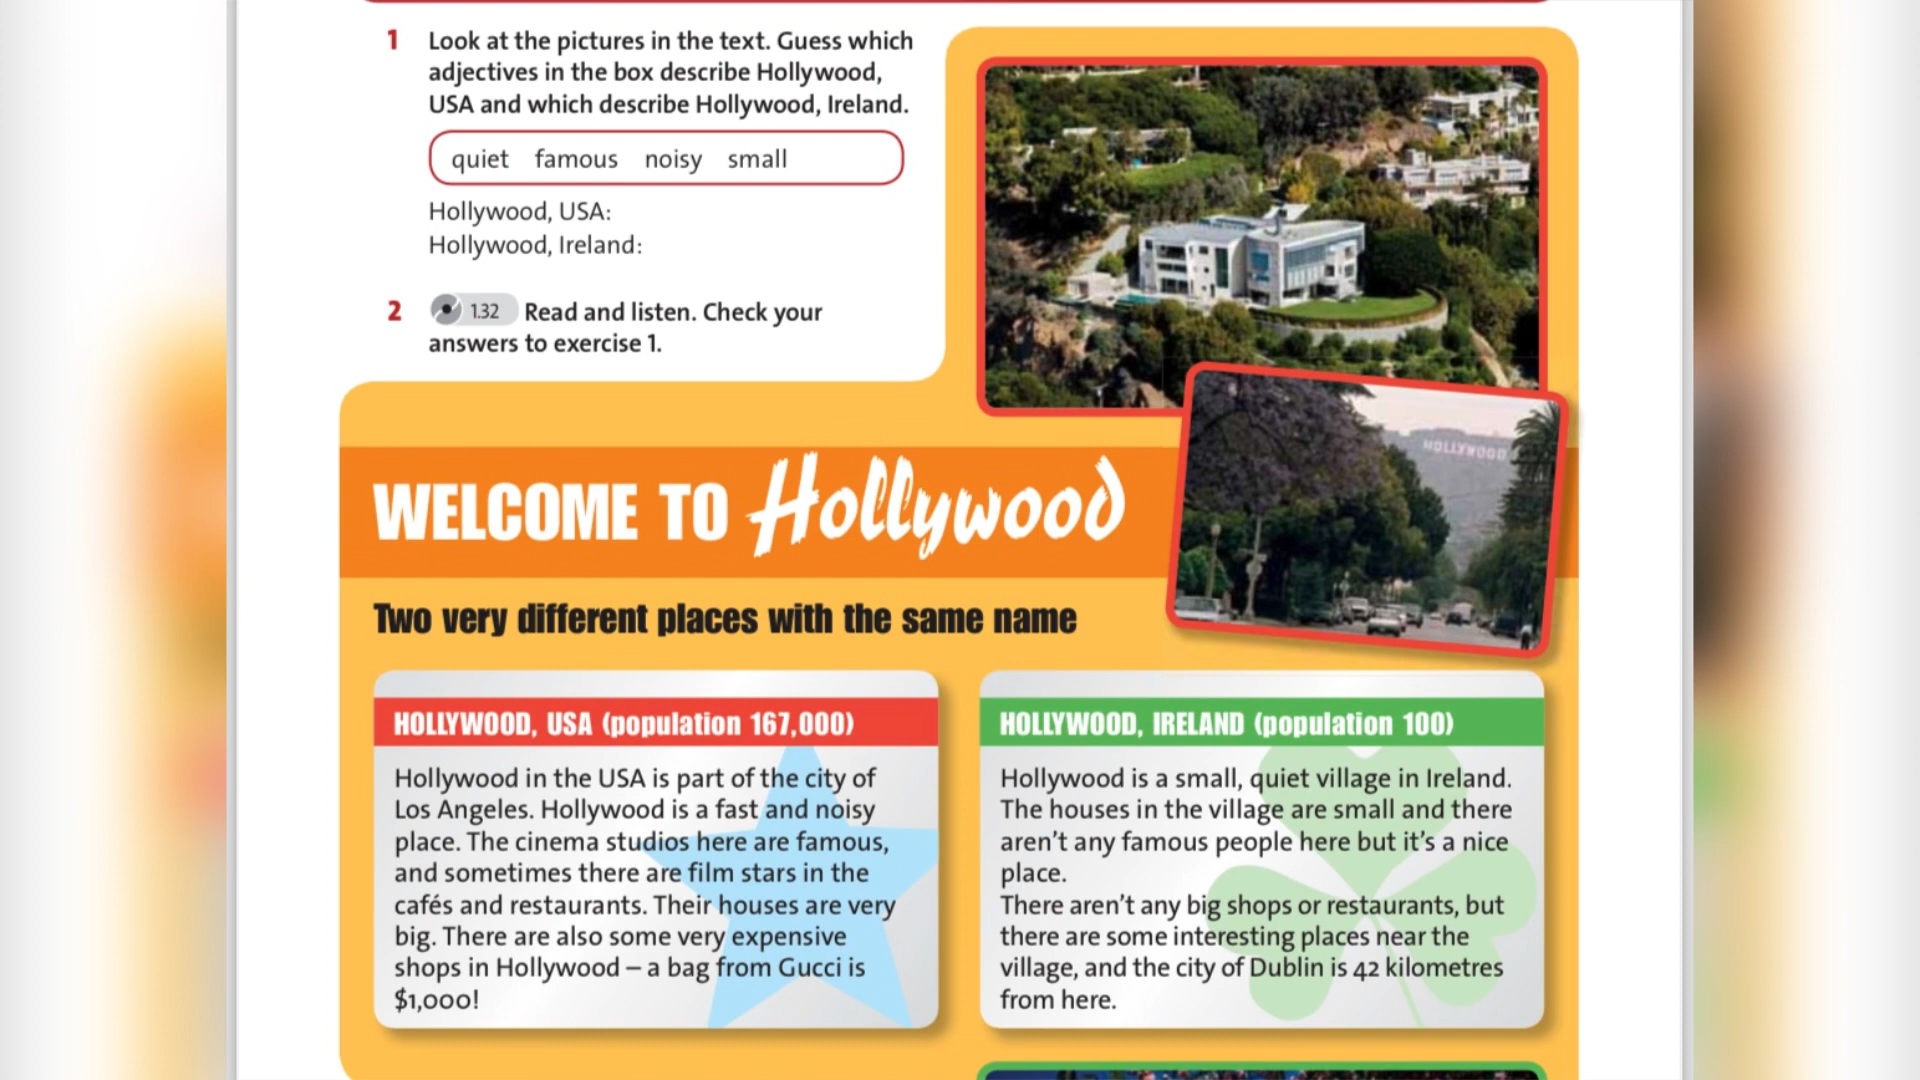 1 Look at the pictures in the text. Guess which
adjectives in the box describe Hollywood,
USA and which describe Hollywood, Ireland.
quiet famous noisy small
Hollywood, USA:
Hollywood, Ireland:
2 1.32 Read and listen. Check your
answers to exercise 1.
HOLLYWOOD
WELCOME TO Hollywood
Two very different places with the same name
HOLLYWOOD, USA (population 167,000)
Hollywood in the USA is part of the city of
Los Angeles. Hollywood is a fast and noisy
place. The cinema studios here are famous,
and sometimes there are film stars in the
cafés and restaurants. Their houses are very
big. There are also some very expensive
shops in Hollywood – a bag from Gucci is
$1,000!
HOLLYWOOD, IRELAND (population 100)
Hollywood is a small, quiet village in Ireland.
The houses in the village are small and there
aren't any famous people here but it's a nice
place.
There aren't any big shops or restaurants, but
there are some interesting places near the
village, and the city of Dublin is 42 kilometres
from here.